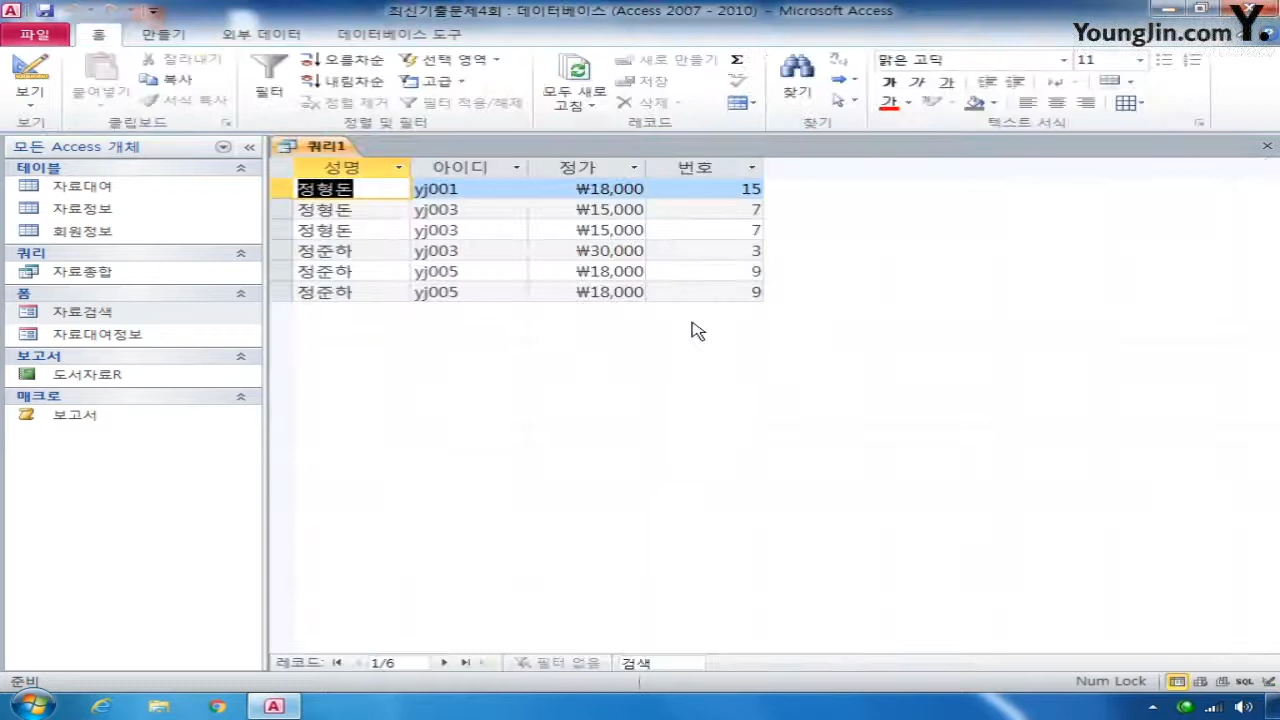 최신기출문제4회 : 데이터베이스 (Access 2007 - 2010) - Microsoft Access
YoungJin.com Y.
파일 홈 만들기 외부 데이터 데이터베이스 도구
보기
보기
붙여넣기
잘라내기
복사
서식 복사
클립보드
필터
오름차순
내림차순
정렬 제거
선택 영역
고급
필터 적용/해제
정렬 및 필터
모두 새로
고침
새로 만들기
저장
삭제
레코드
찾기
찾기
맑은 고딕 11
가 가 가
가
텍스트 서식
모든 Access 개체
테이블
자료대여
자료정보
회원정보
쿼리
자료종합
폼
자료검색
자료대여정보
보고서
도서자료R
매크로
보고서
쿼리1
성명 아이디 정가 번호
정형돈 yj001 ₩18,000 15
정형돈 yj003 ₩15,000 7
정형돈 yj003 ₩15,000 7
정준하 yj003 ₩30,000 3
정준하 yj005 ₩18,000 9
정준하 yj005 ₩18,000 9
레코드: 1/6 필터 없음 검색
준비 Num Lock SQL